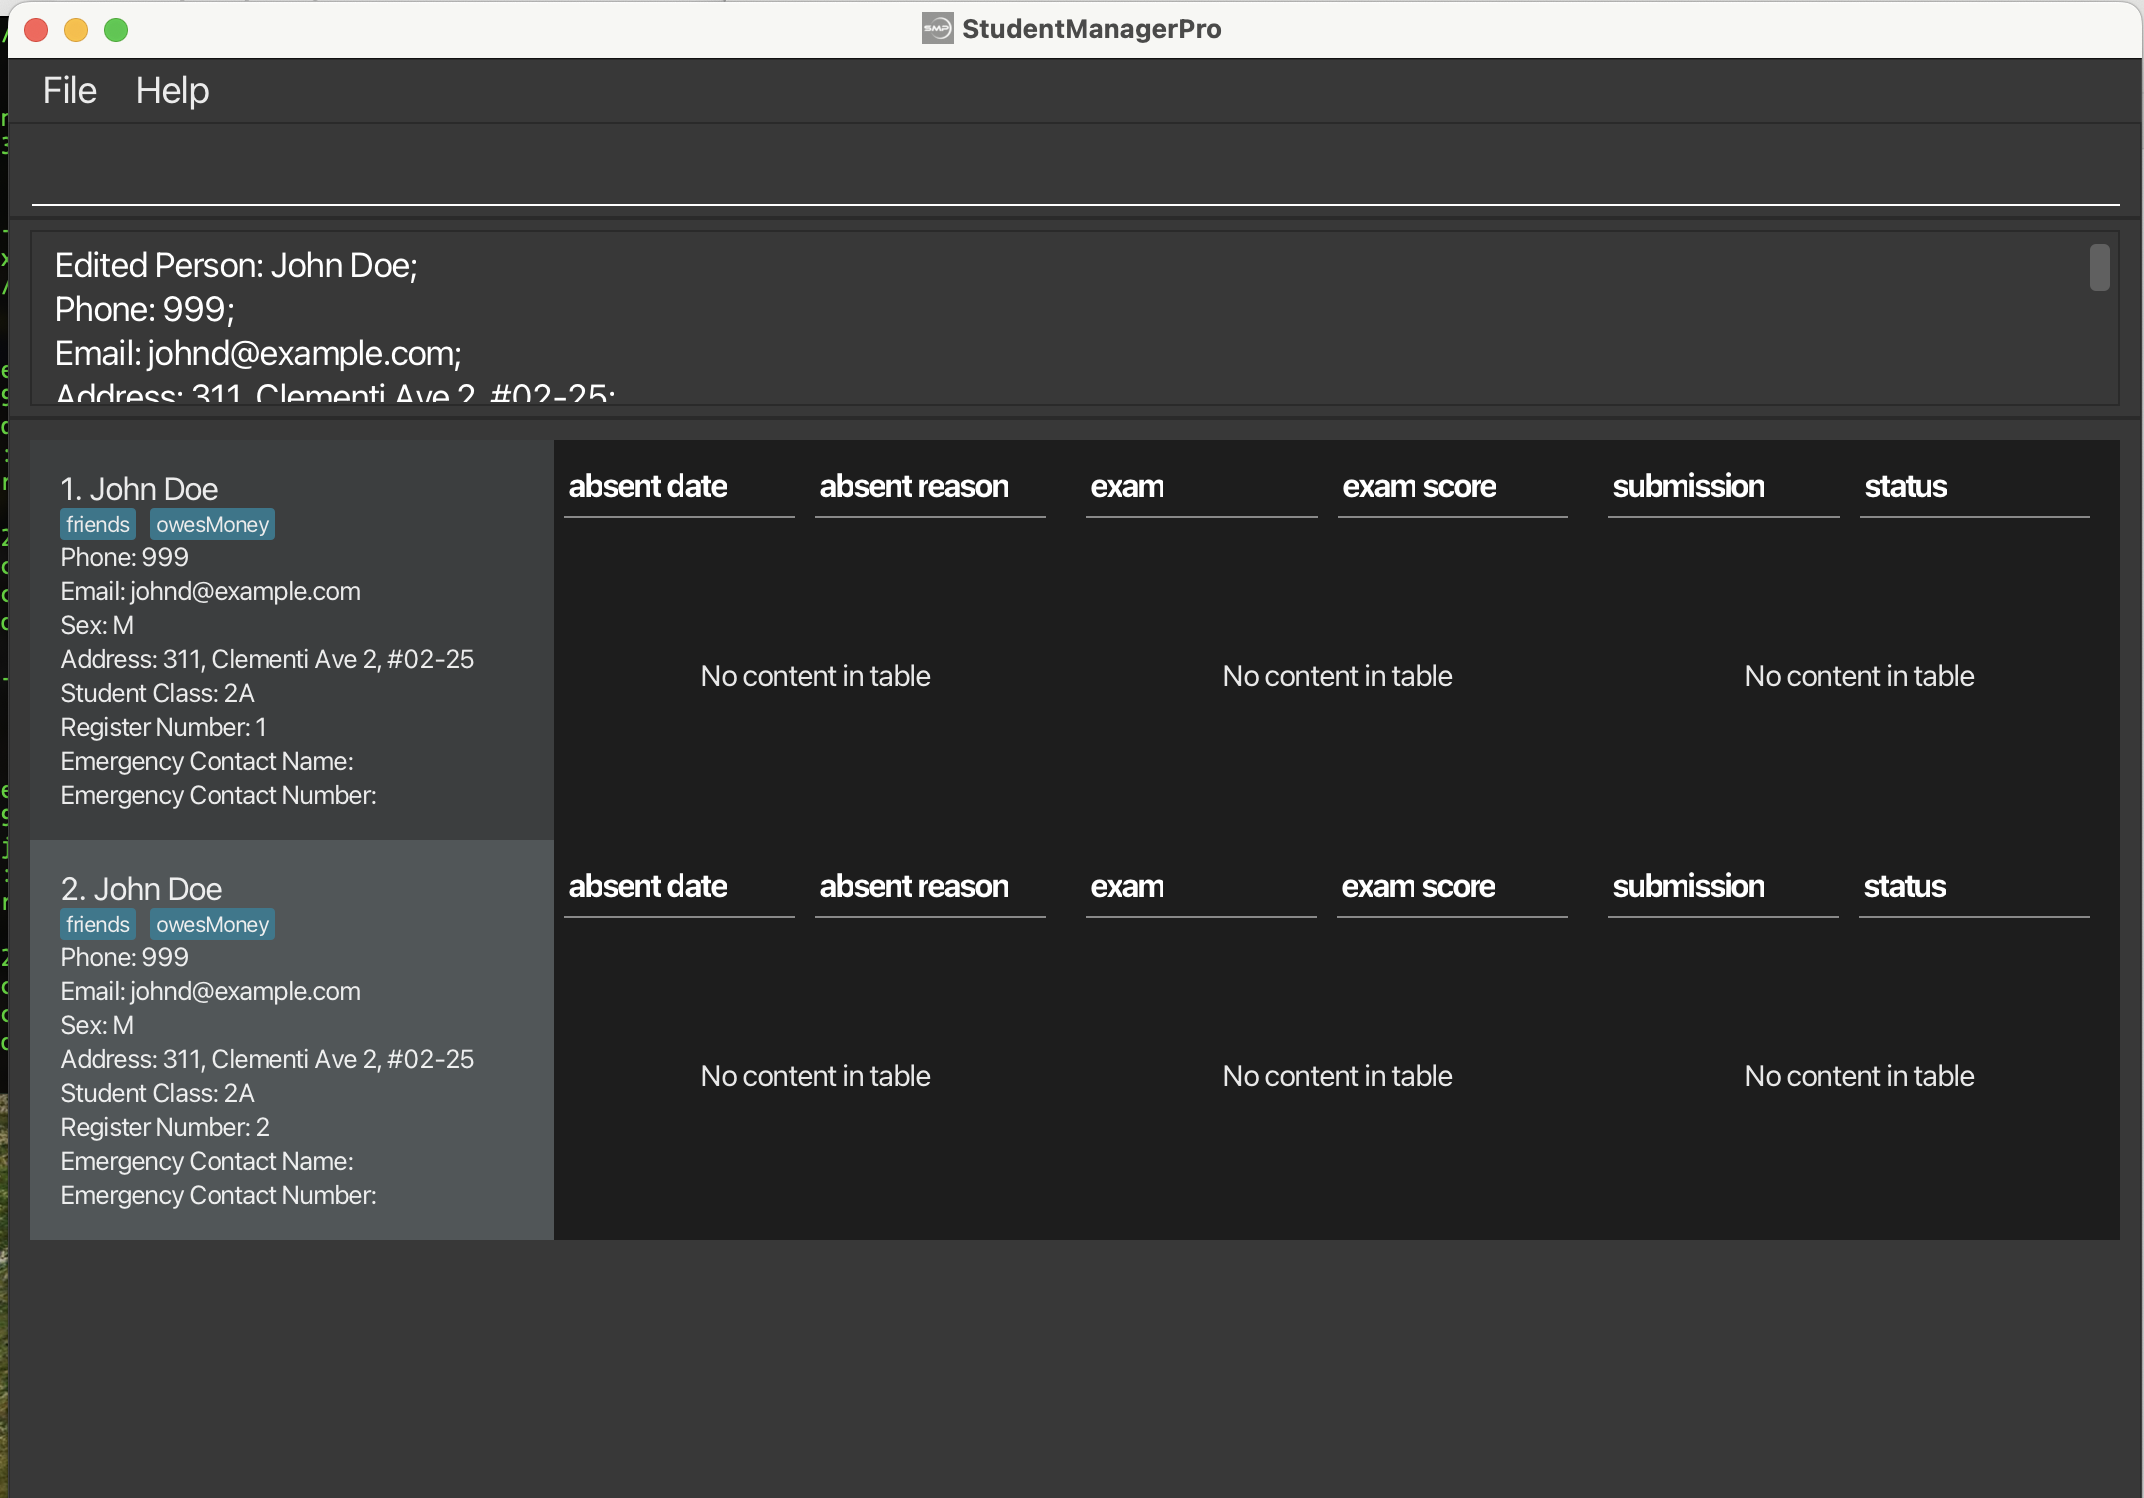 StudentManagerPro
File Help
Edited Person: John Doe;
Phone: 999;
Email: johnd@example.com;
Address: 311, Clementi Ave 2, #02-25;
1. John Doe
friends owesMoney
Phone: 999
Email: johnd@example.com
Sex: M
Address: 311, Clementi Ave 2, #02-25
Student Class: 2A
Register Number: 1
Emergency Contact Name:
Emergency Contact Number:
absent date absent reason exam exam score submission status
No content in table No content in table No content in table
2. John Doe
friends owesMoney
Phone: 999
Email: johnd@example.com
Sex: M
Address: 311, Clementi Ave 2, #02-25
Student Class: 2A
Register Number: 2
Emergency Contact Name:
Emergency Contact Number:
absent date absent reason exam exam score submission status
No content in table No content in table No content in table